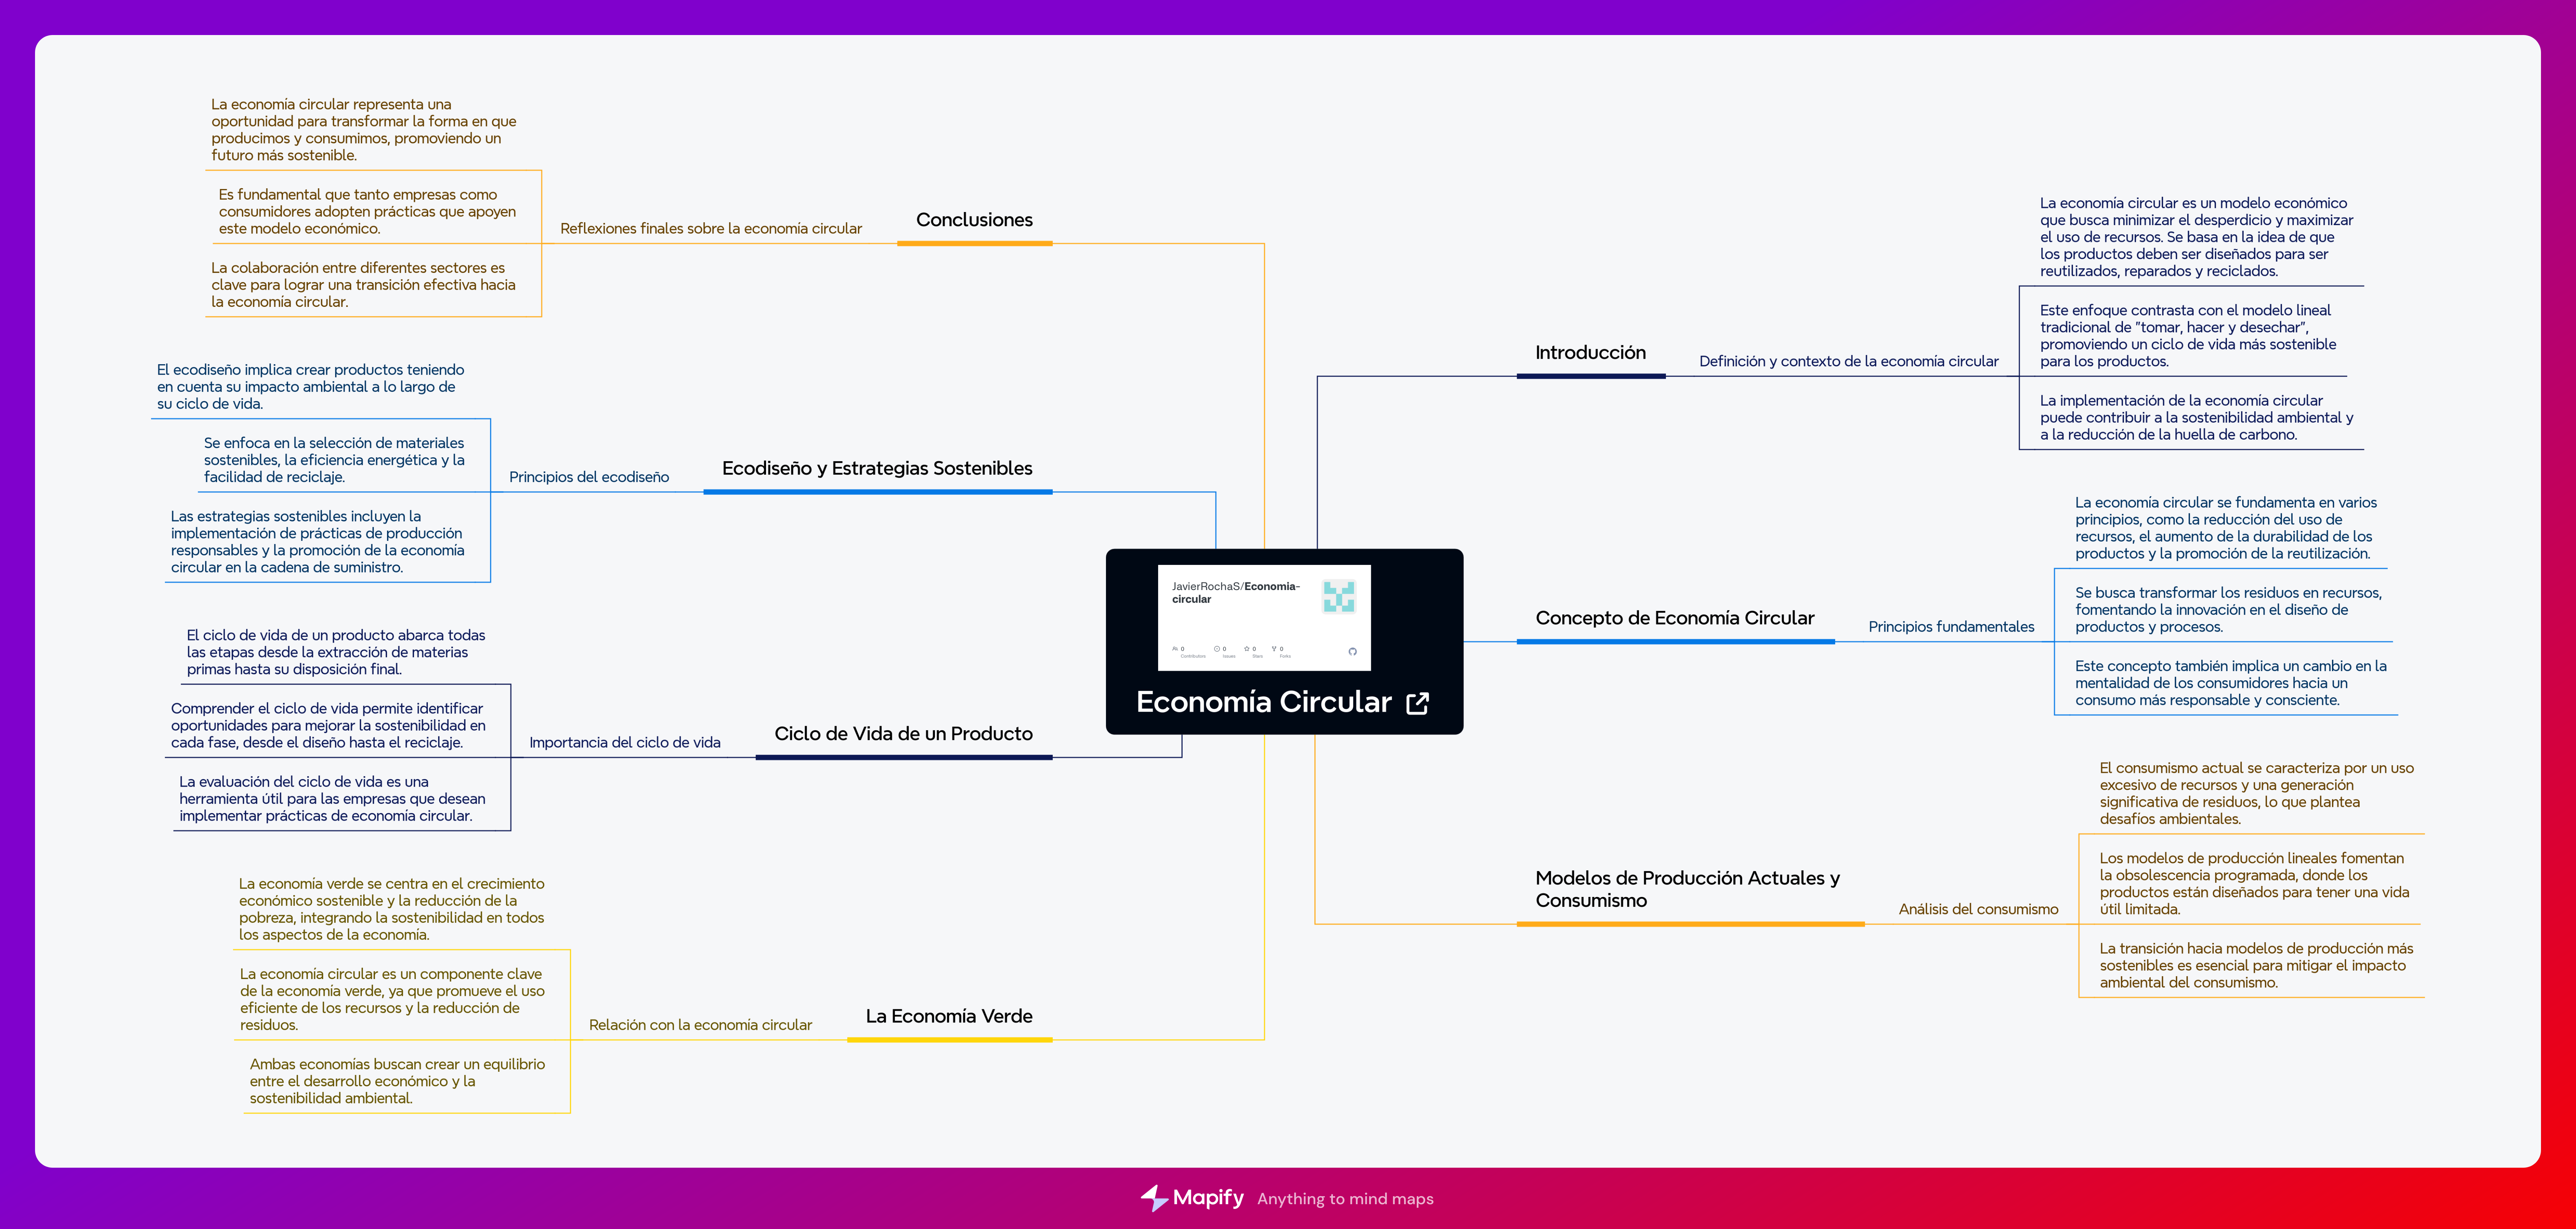 La economía circular representa una
oportunidad para transformar la forma en que
producimos y consumimos, promoviendo un
futuro más sostenible.
Es fundamental que tanto empresas como
consumidores adopten prácticas que apoyen
este modelo económico.
La colaboración entre diferentes sectores es
clave para lograr una transición efectiva hacia
la economía circular.
Reflexiones finales sobre la economía circular
Conclusiones
El ecodiseño implica crear productos teniendo
en cuenta su impacto ambiental a lo largo de
su ciclo de vida.
Se enfoca en la selección de materiales
sostenibles, la eficiencia energética y la
facilidad de reciclaje.
Las estrategias sostenibles incluyen la
implementación de prácticas de producción
responsables y la promoción de la economía
circular en la cadena de suministro.
Principios del ecodiseño
Ecodiseño y Estrategias Sostenibles
El ciclo de vida de un producto abarca todas
las etapas desde la extracción de materias
primas hasta su disposición final.
Comprender el ciclo de vida permite identificar
oportunidades para mejorar la sostenibilidad en
cada fase, desde el diseño hasta el reciclaje.
La evaluación del ciclo de vida es una
herramienta útil para las empresas que desean
implementar prácticas de economía circular.
Importancia del ciclo de vida
Ciclo de Vida de un Producto
La economía verde se centra en el crecimiento
económico sostenible y la reducción de la
pobreza, integrando la sostenibilidad en todos
los aspectos de la economía.
La economía circular es un componente clave
de la economía verde, ya que promueve el uso
eficiente de los recursos y la reducción de
residuos.
Ambas economías buscan crear un equilibrio
entre el desarrollo económico y la
sostenibilidad ambiental.
Relación con la economía circular
La Economía Verde
JavierRochaS/Economia-
circular
0 0 0 0
Contributors Issues Stars Forks
Economía Circular
Introducción
Definición y contexto de la economía circular
La economía circular es un modelo económico
que busca minimizar el desperdicio y maximizar
el uso de recursos. Se basa en la idea de que
los productos deben ser diseñados para ser
reutilizados, reparados y reciclados.
Este enfoque contrasta con el modelo lineal
tradicional de "tomar, hacer y desechar",
promoviendo un ciclo de vida más sostenible
para los productos.
La implementación de la economía circular
puede contribuir a la sostenibilidad ambiental y
a la reducción de la huella de carbono.
Concepto de Economía Circular
Principios fundamentales
La economía circular se fundamenta en varios
principios, como la reducción del uso de
recursos, el aumento de la durabilidad de los
productos y la promoción de la reutilización.
Se busca transformar los residuos en recursos,
fomentando la innovación en el diseño de
productos y procesos.
Este concepto también implica un cambio en la
mentalidad de los consumidores hacia un
consumo más responsable y consciente.
Modelos de Producción Actuales y
Consumismo
Análisis del consumismo
El consumismo actual se caracteriza por un uso
excesivo de recursos y una generación
significativa de residuos, lo que plantea
desafíos ambientales.
Los modelos de producción lineales fomentan
la obsolescencia programada, donde los
productos están diseñados para tener una vida
útil limitada.
La transición hacia modelos de producción más
sostenibles es esencial para mitigar el impacto
ambiental del consumismo.
Mapify Anything to mind maps